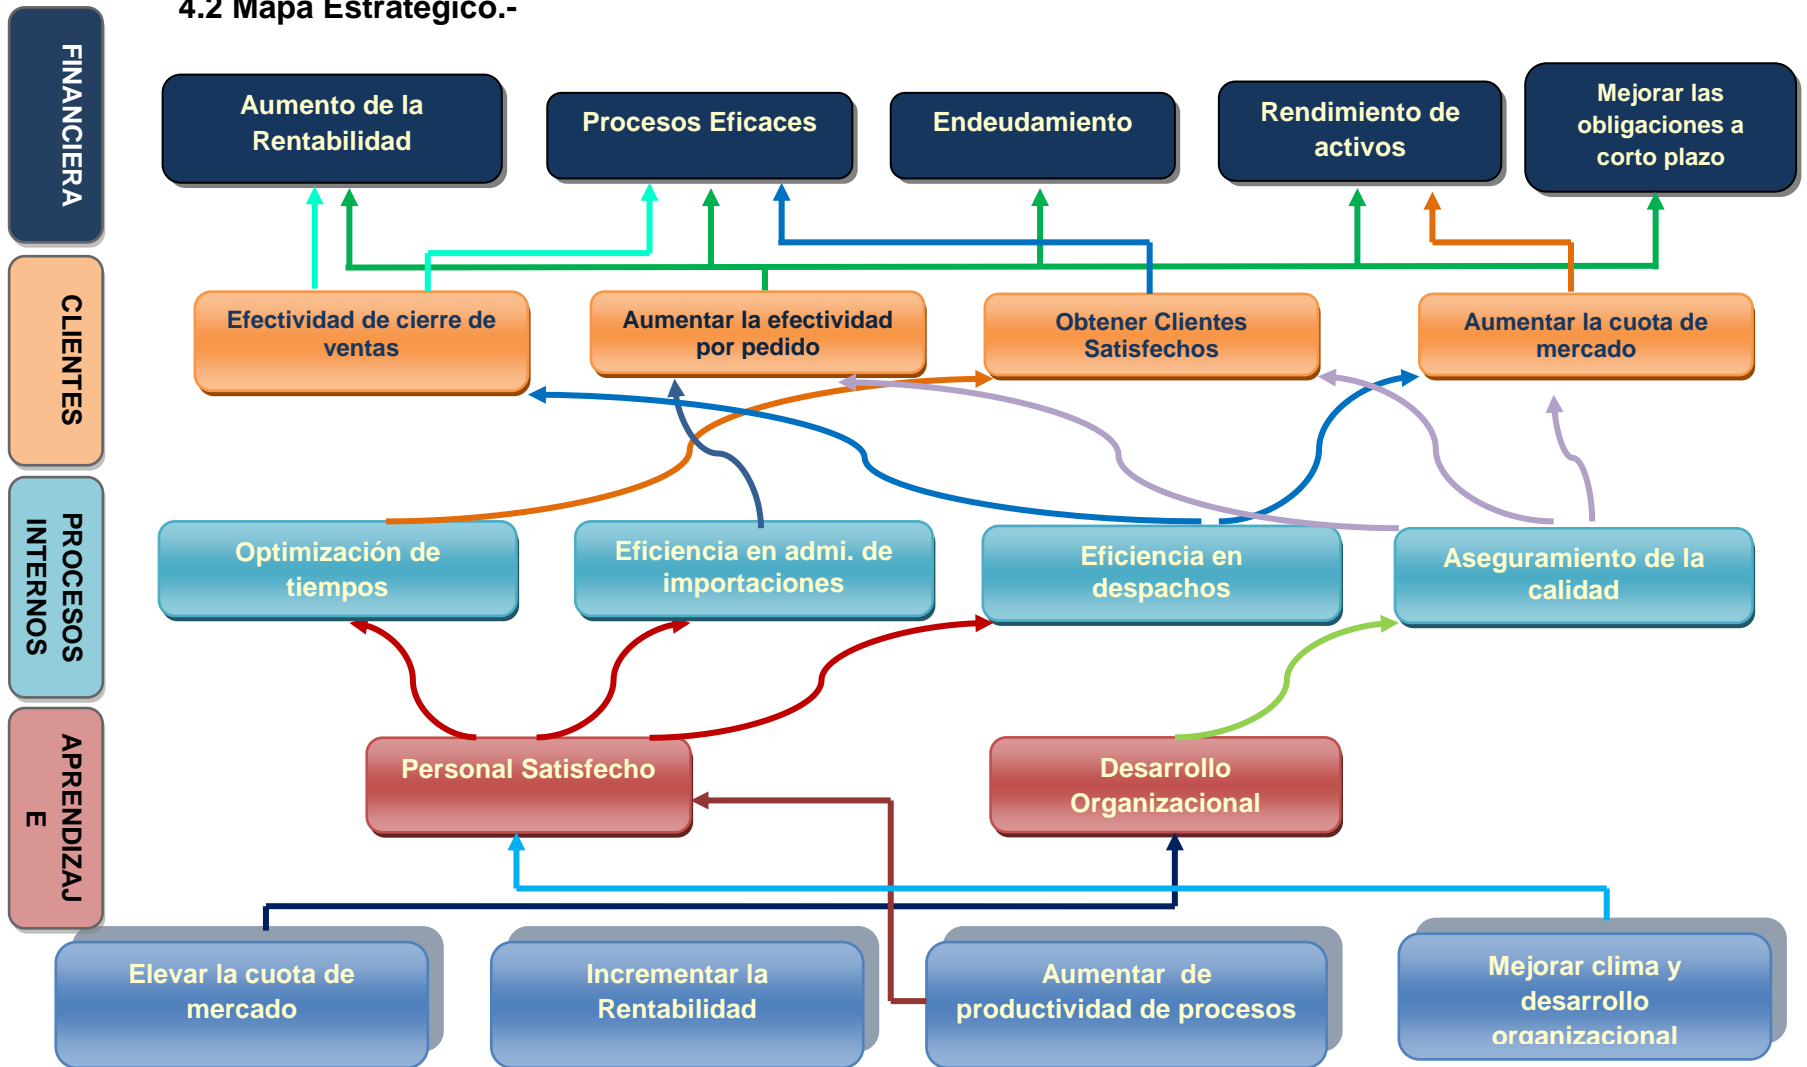 4.2 Mapa Estratégico.-
FINANCIERA
Aumento de la
Rentabilidad
Procesos Eficaces
Endeudamiento
Rendimiento de
activos
Mejorar las
obligaciones a
corto plazo
CLIENTES
Efectividad de cierre de
ventas
Aumentar la efectividad
por pedido
Obtener Clientes
Satisfechos
Aumentar la cuota de
mercado
PROCESOS
INTERNOS
Optimización de
tiempos
Eficiencia en admi. de
importaciones
Eficiencia en
despachos
Aseguramiento de la
calidad
APRENDIZAJ
E
Personal Satisfecho
Desarrollo
Organizacional
Elevar la cuota de
mercado
Incrementar la
Rentabilidad
Aumentar  de
productividad de procesos
Mejorar clima y
desarrollo
organizacional